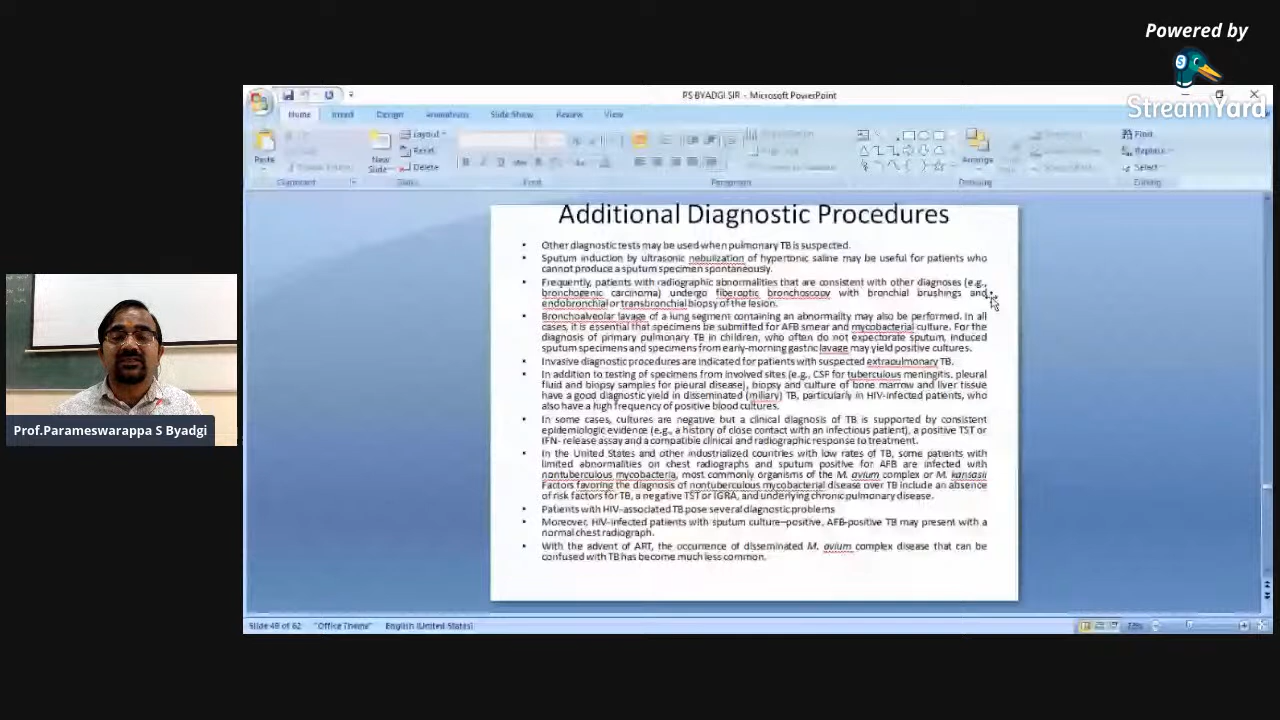 Powered by
StreamYard
PS BYADGI SIR - Microsoft PowerPoint
Home Insert Design Animations Slide Show Review View
Paste
New
Slide
Layout
Reset
Delete
Arrange
Find
Replace
Select
Clipboard Slides Font Paragraph Drawing Editing
Additional Diagnostic Procedures
• Other diagnostic tests may be used when pulmonary TB is suspected.
• Sputum induction by ultrasonic nebulization of hypertonic saline may be useful for patients who
cannot produce a sputum specimen spontaneously.
• Frequently, patients with radiographic abnormalities that are consistent with other diagnoses (e.g.,
bronchogenic carcinoma) undergo fiberoptic bronchoscopy with bronchial brushings and
endobronchial or transbronchial biopsy of the lesion.
• Bronchoalveolar lavage of a lung segment containing an abnormality may also be performed. In all
cases, it is essential that specimens be submitted for AFB smear and mycobacterial culture. For the
diagnosis of primary pulmonary TB in children, who often do not expectorate sputum, induced
sputum specimens and specimens from early-morning gastric lavage may yield positive cultures.
• Invasive diagnostic procedures are indicated for patients with suspected extrapulmonary TB.
• In addition to testing of specimens from involved sites (e.g., CSF for tuberculous meningitis, pleural
fluid and biopsy samples for pleural disease), biopsy and culture of bone marrow and liver tissue
have a good diagnostic yield in disseminated (miliary) TB, particularly in HIV-infected patients, who
also have a high frequency of positive blood cultures.
• In some cases, cultures are negative but a clinical diagnosis of TB is supported by consistent
epidemiologic evidence (e.g., a history of close contact with an infectious patient), a positive TST or
IFN- release assay and a compatible clinical and radiographic response to treatment.
• In the United States and other industrialized countries with low rates of TB, some patients with
limited abnormalities on chest radiographs and sputum positive for AFB are infected with
nontuberculous mycobacteria, most commonly organisms of the M. avium complex or M. kansasii
Factors favoring the diagnosis of nontuberculous mycobacterial disease over TB include an absence
of risk factors for TB, a negative TST or IGRA, and underlying chronic pulmonary disease.
• Patients with HIV-associated TB pose several diagnostic problems
• Moreover, HIV-infected patients with sputum culture–positive, AFB-positive TB may present with a
normal chest radiograph.
• With the advent of ART, the occurrence of disseminated M. avium complex disease that can be
confused with TB has become much less common.
Prof.Parameswarappa S Byadgi
"Office Theme" English (United States)